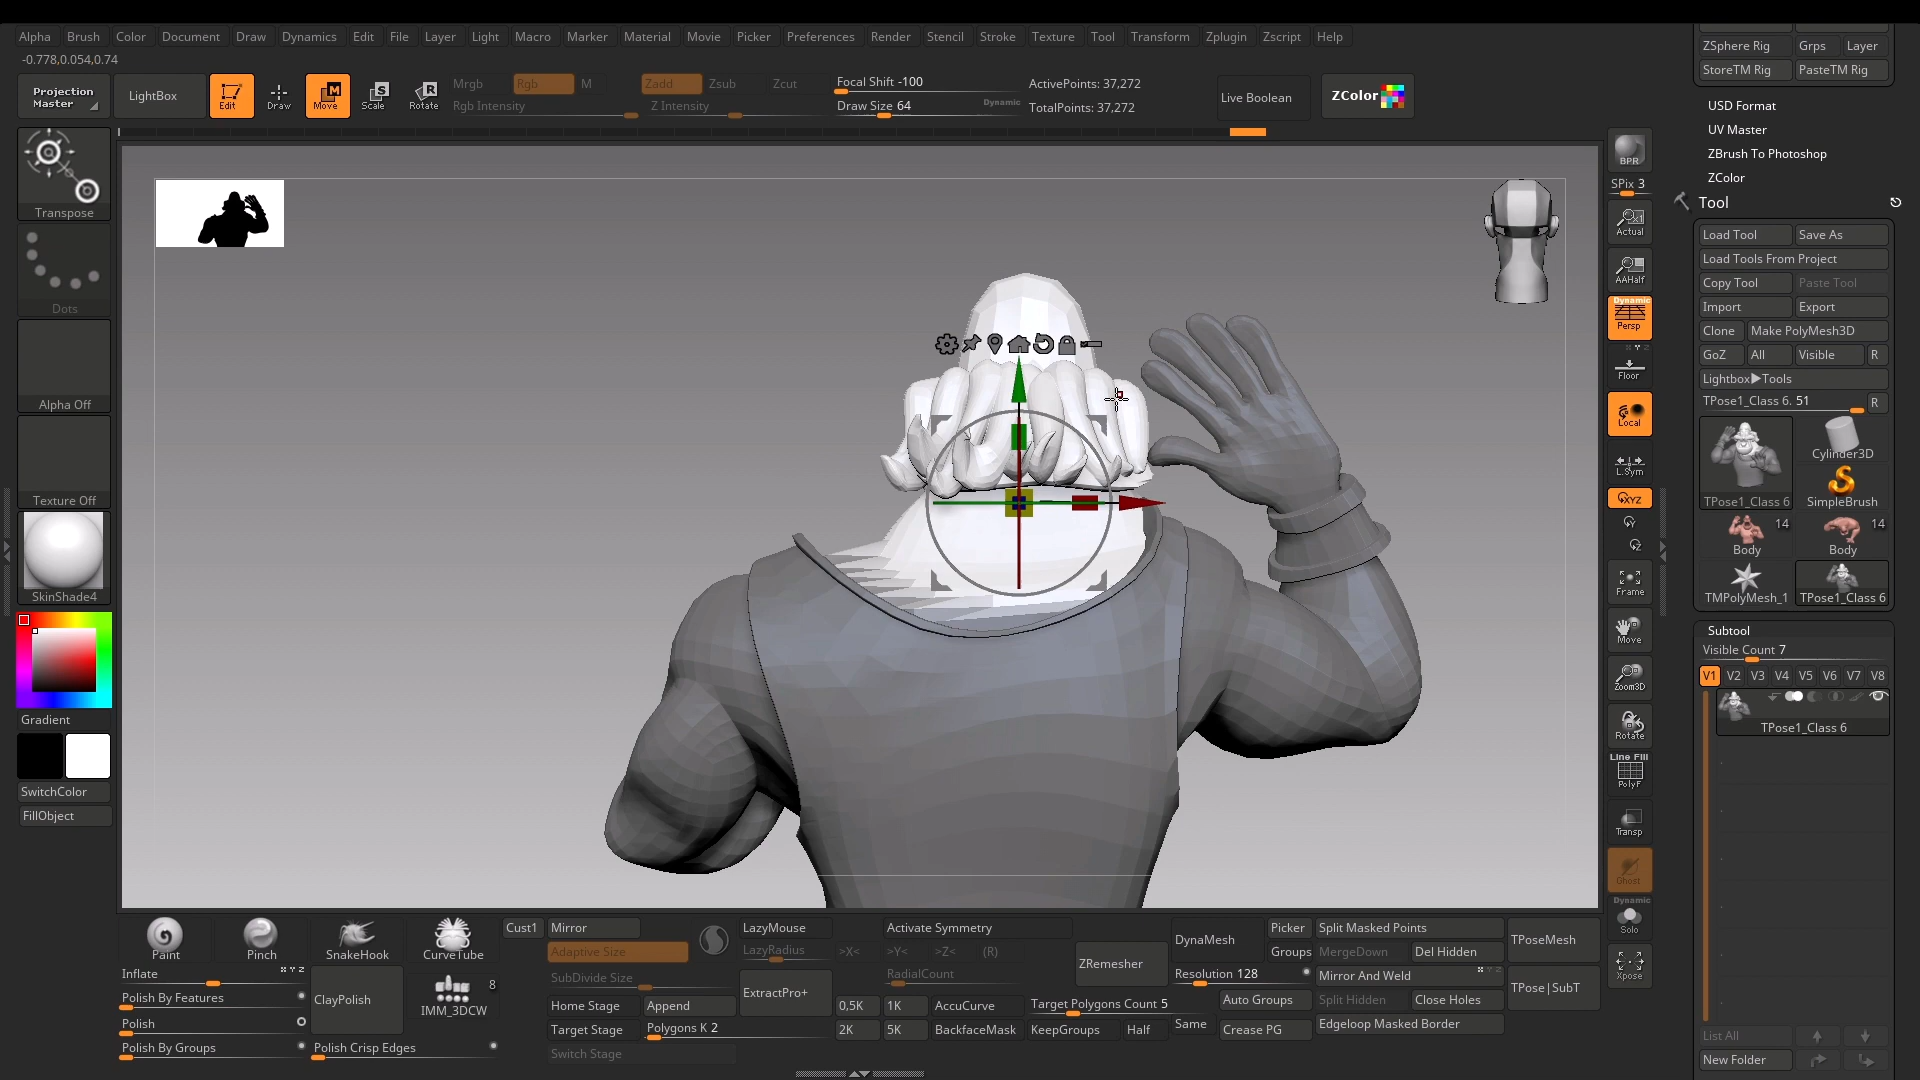 Alpha Brush Color Document Draw Dynamics Edit File Layer Light Macro Marker Material Movie Picker Preferences Render Stencil Stroke Texture Tool Transform Zplugin Zscript Help
-0.778,0.054,0.74
Projection Master
LightBox
Edit
Draw
Move
Scale
Rotate
Mrgb Rgb M
Rgb Intensity
Zadd Zsub Zcut
Z Intensity
Focal Shift -100
Draw Size 64
Dynamic
ActivePoints: 37,272
TotalPoints: 37,272
Live Boolean
ZColor
Transpose
Dots
Alpha Off
Texture Off
SkinShade4
Gradient
SwitchColor
FillObject
BPR
SPix 3
Actual
AAHalf
Dynamic
Persp
Floor
Local
L.Sym
XYZ
Frame
Move
Zoom3D
Rotate
Line Fill
PolyF
Transp
Ghost
Dynamic
Solo
Xpose
ZSphere Rig Grps Layer
StoreTM Rig PasteTM Rig
USD Format
UV Master
ZBrush To Photoshop
ZColor
Tool
Load Tool Save As
Load Tools From Project
Copy Tool Paste Tool
Import Export
Clone Make PolyMesh3D
GoZ All Visible R
Lightbox▶Tools
TPose1_Class 6. 51 R
TPose1_Class 6
Cylinder3D
SimpleBrush
14 14
Body Body
TMPolyMesh_1 TPose1_Class 6
Subtool
Visible Count 7
V1 V2 V3 V4 V5 V6 V7 V8
TPose1_Class 6
List All
New Folder
Paint
Pinch
SnakeHook
CurveTube
Inflate
Polish By Features
Polish
Polish By Groups
ClayPolish
8
IMM_3DCW
Polish Crisp Edges
Cust1 Mirror
Adaptive Size
SubDivide Size
Home Stage Append
Target Stage Polygons K 2
Switch Stage
LazyMouse
LazyRadius
ExtractPro+
Activate Symmetry
>X< >Y< >Z< (R)
RadialCount
0,5K 1K AccuCurve
2K 5K BackfaceMask
ZRemesher
Target Polygons Count 5
KeepGroups Half Same
DynaMesh
Resolution 128
Picker
Groups
Auto Groups
Crease PG
Split Masked Points
MergeDown Del Hidden
Mirror And Weld
Split Hidden Close Holes
Edgeloop Masked Border
TPoseMesh
TPose|SubT